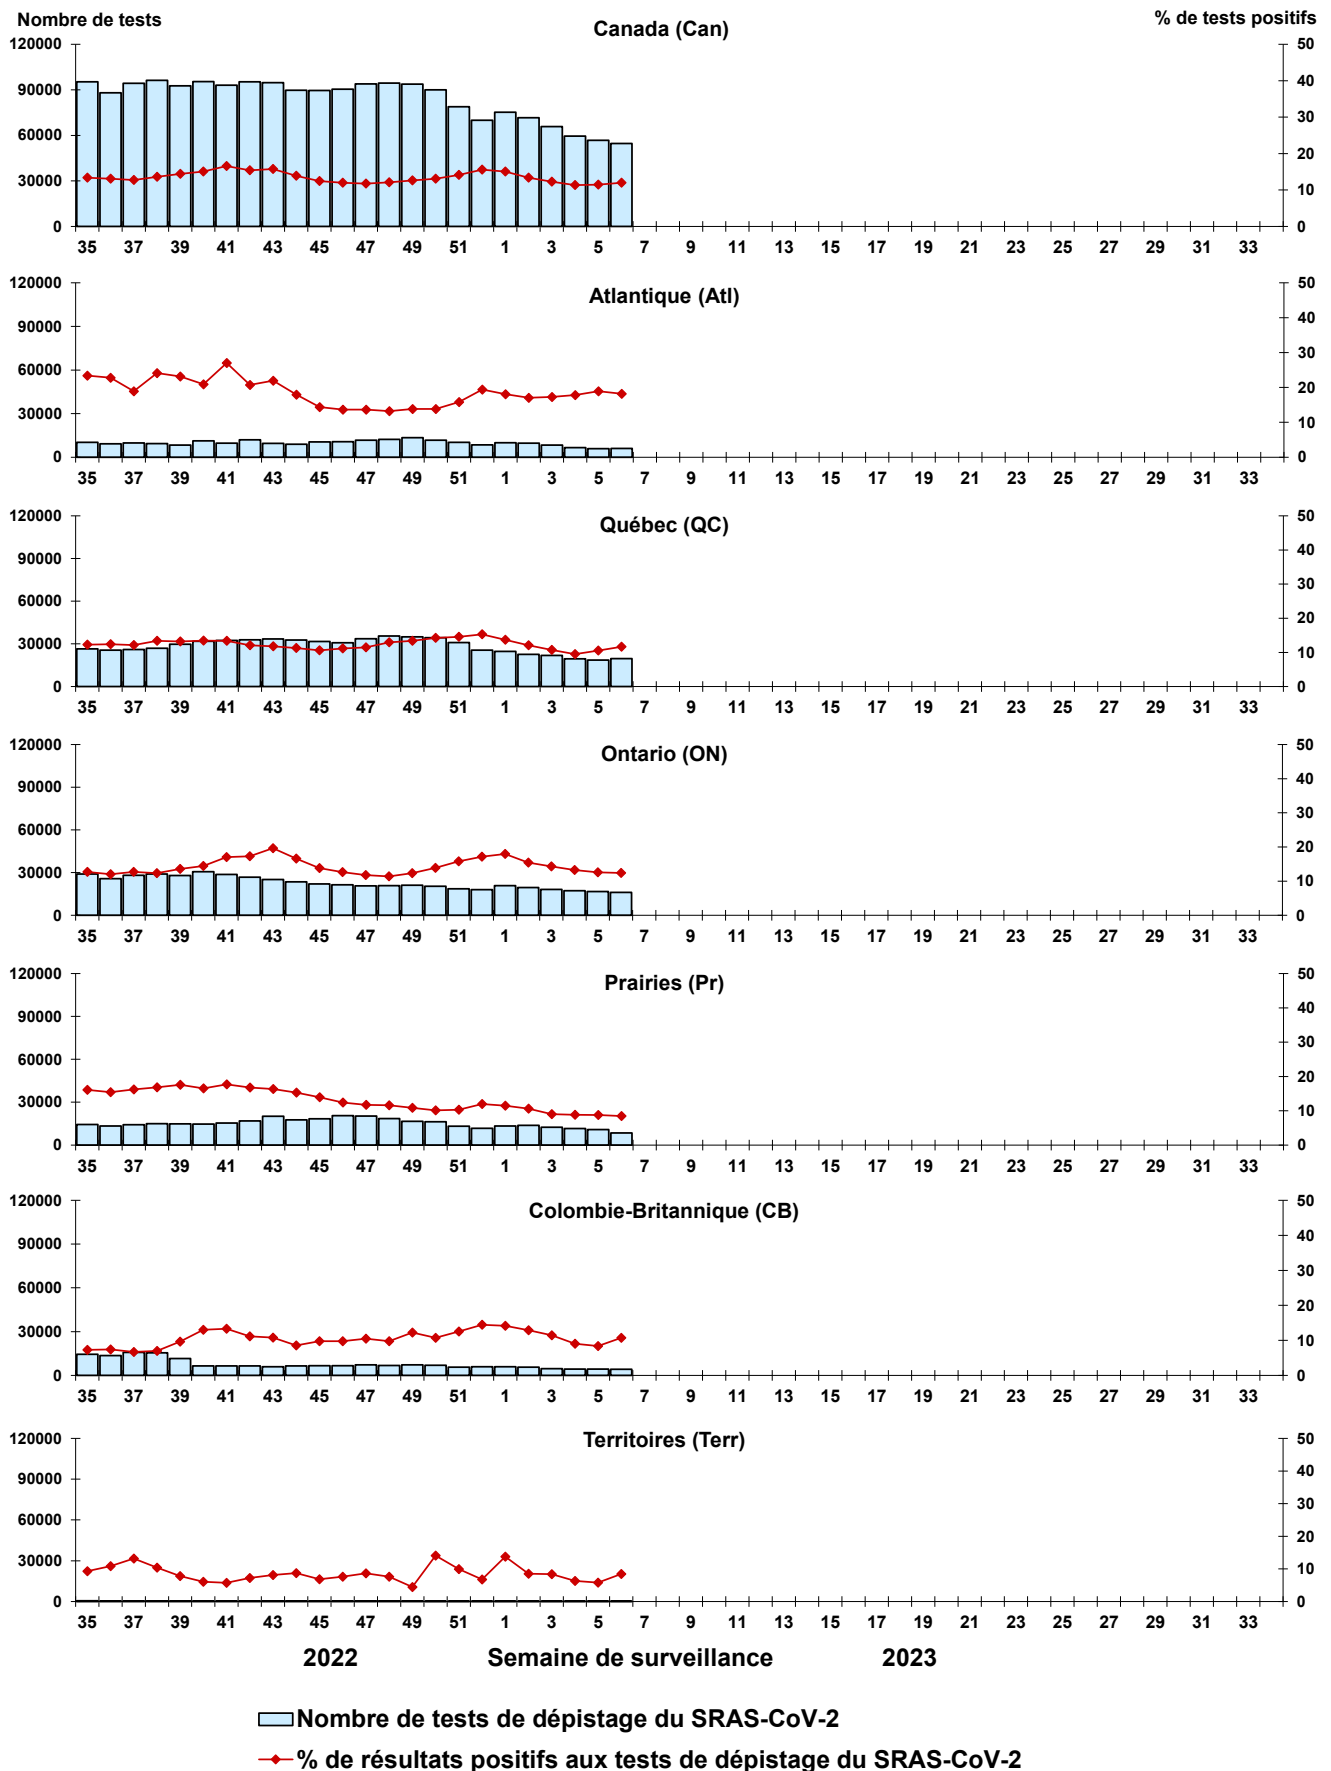 Nombre de tests
% de tests positifs
Canada (Can)
120000 90000 60000 30000 0
50 40 30 20 10 0
35 37 39 41 43 45 47 49 51 1 3 5 7 9 11 13 15 17 19 21 23 25 27 29 31 33
Atlantique (Atl)
120000 90000 60000 30000 0
50 40 30 20 10 0
35 37 39 41 43 45 47 49 51 1 3 5 7 9 11 13 15 17 19 21 23 25 27 29 31 33
Québec (QC)
120000 90000 60000 30000 0
50 40 30 20 10 0
35 37 39 41 43 45 47 49 51 1 3 5 7 9 11 13 15 17 19 21 23 25 27 29 31 33
Ontario (ON)
120000 90000 60000 30000 0
50 40 30 20 10 0
35 37 39 41 43 45 47 49 51 1 3 5 7 9 11 13 15 17 19 21 23 25 27 29 31 33
Prairies (Pr)
120000 90000 60000 30000 0
50 40 30 20 10 0
35 37 39 41 43 45 47 49 51 1 3 5 7 9 11 13 15 17 19 21 23 25 27 29 31 33
Colombie-Britannique (CB)
120000 90000 60000 30000 0
50 40 30 20 10 0
35 37 39 41 43 45 47 49 51 1 3 5 7 9 11 13 15 17 19 21 23 25 27 29 31 33
Territoires (Terr)
120000 90000 60000 30000 0
50 40 30 20 10 0
35 37 39 41 43 45 47 49 51 1 3 5 7 9 11 13 15 17 19 21 23 25 27 29 31 33
2022 Semaine de surveillance 2023
Nombre de tests de dépistage du SRAS-CoV-2
% de résultats positifs aux tests de dépistage du SRAS-CoV-2